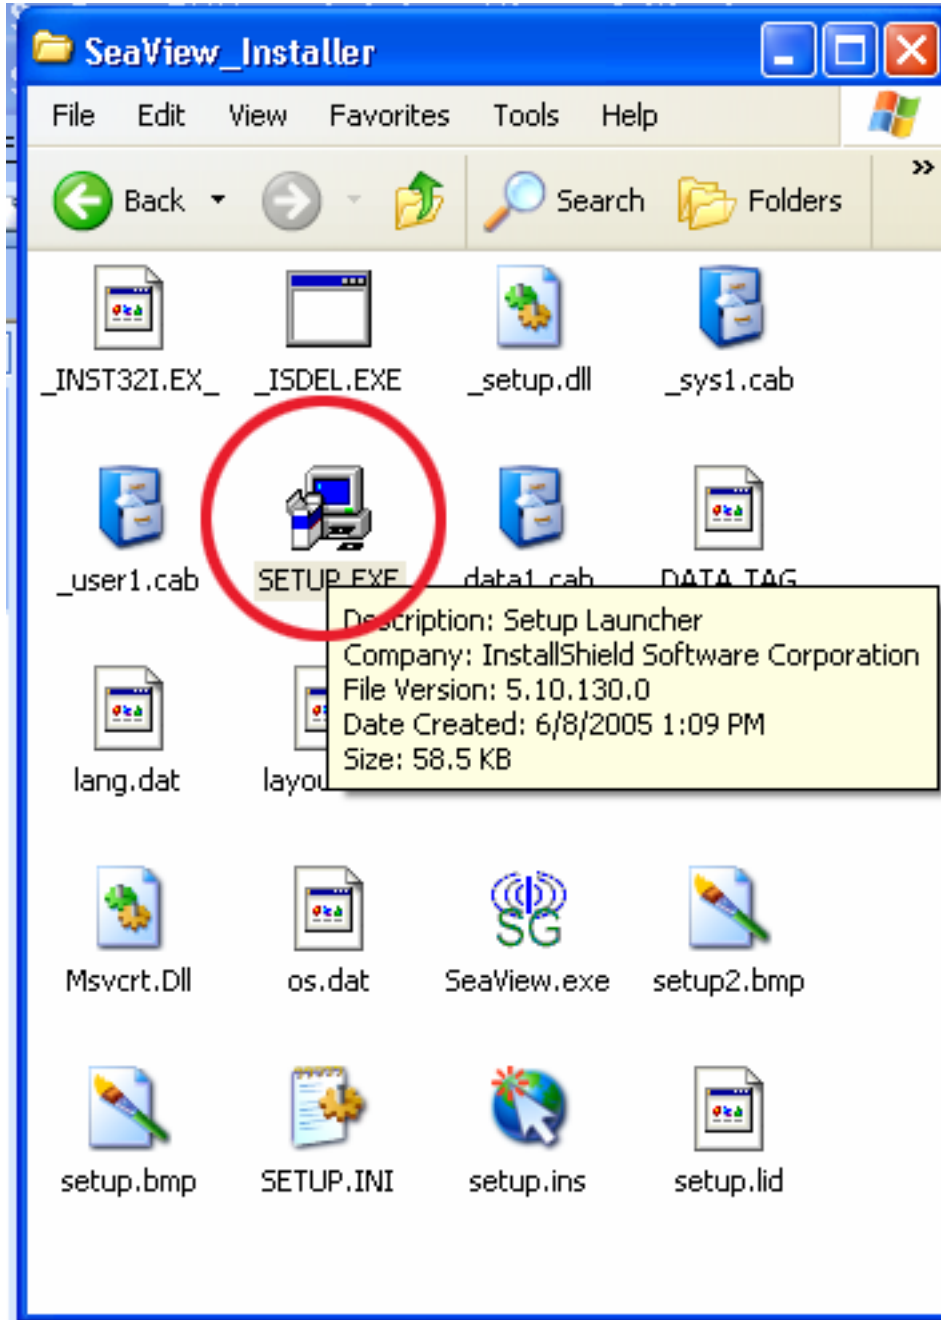 SeaView_Installer
File Edit View Favorites Tools Help
Back Search Folders »
_INST32I.EX_ _ISDEL.EXE _setup.dll _sys1.cab
_user1.cab SETUP.EXE data1.cab DATA.TAG
Description: Setup Launcher
Company: InstallShield Software Corporation
File Version: 5.10.130.0
Date Created: 6/8/2005 1:09 PM
Size: 58.5 KB
lang.dat layou
Msvcrt.Dll os.dat SeaView.exe setup2.bmp
SG
setup.bmp SETUP.INI setup.ins setup.lid